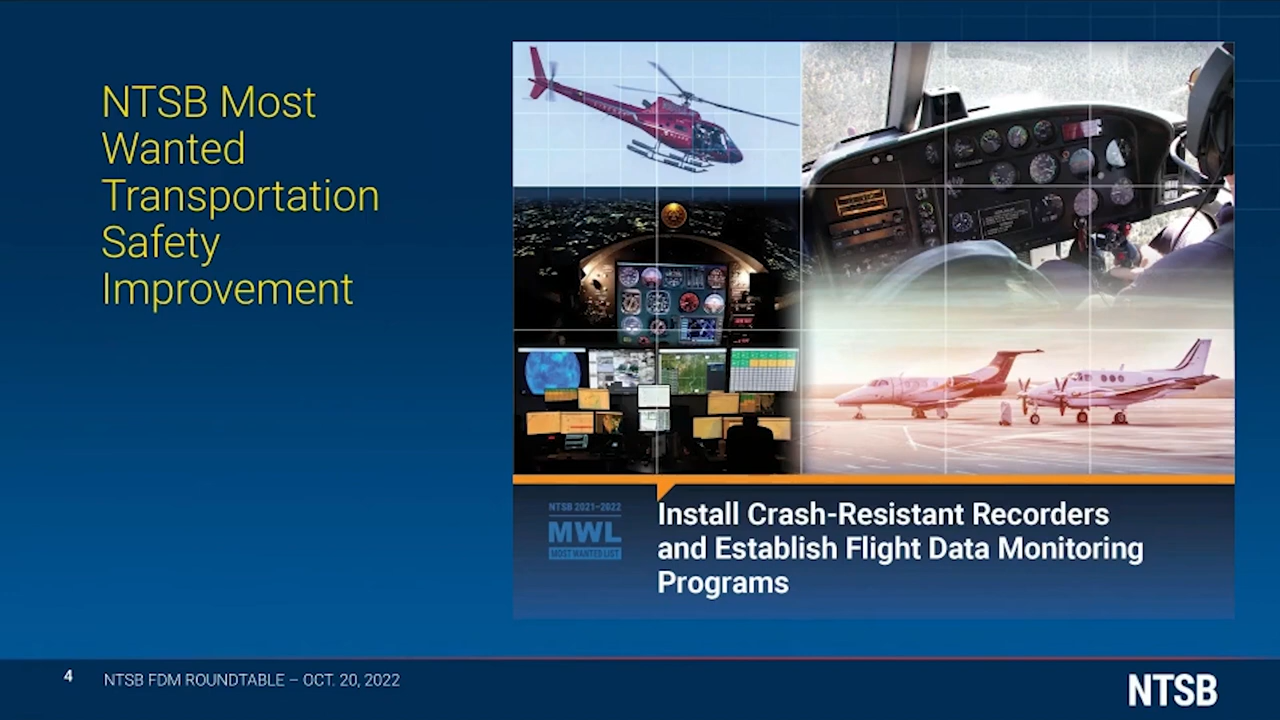 NTSB Most
Wanted
Transportation
Safety
Improvement
NTSB 2021–2022
MWL
MOST WANTED LIST
Install Crash-Resistant Recorders
and Establish Flight Data Monitoring
Programs
4
NTSB FDM ROUNDTABLE – OCT. 20, 2022
NTSB